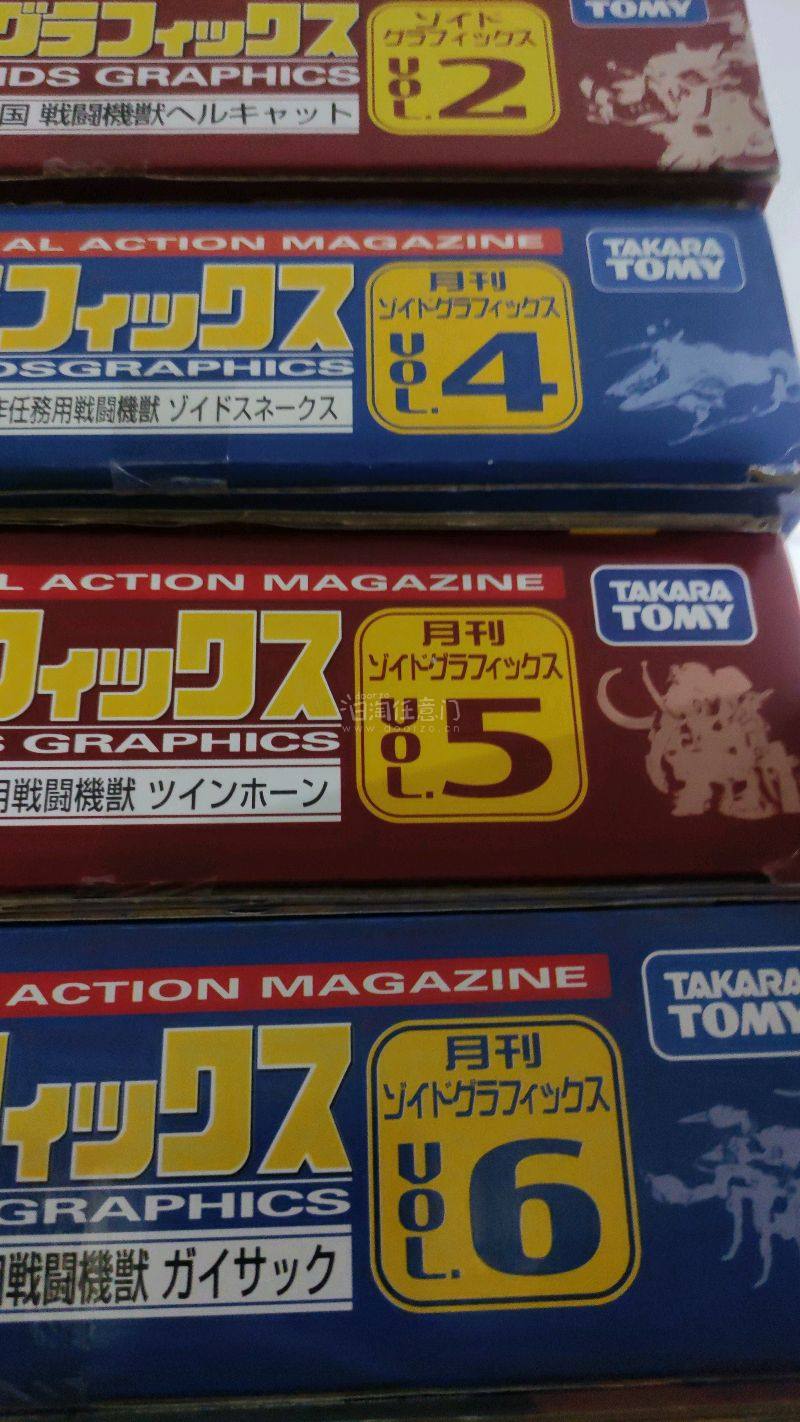 グラフィックス
IDS GRAPHICS
国 戦闘機獣ヘルキャット
ゾイド
グラフィックス
VOL.2
TOMY
AL ACTION MAGAZINE
フィックス
DSGRAPHICS
任務用戦闘機獣 ゾイドスネークス
月刊
ゾイドグラフィックス
VOL.4
TAKARA
TOMY
L ACTION MAGAZINE
フィックス
S GRAPHICS
用戦闘機獣 ツインホーン
月刊
ゾイドグラフィックス
VOL.5
TAKARA
TOMY
doorzo
任意门
www.doorzo.cn
ACTION MAGAZINE
ィックス
GRAPHICS
用戦闘機獣 ガイサック
月刊
ゾイドグラフィックス
VOL.6
TAKARA
TOMY